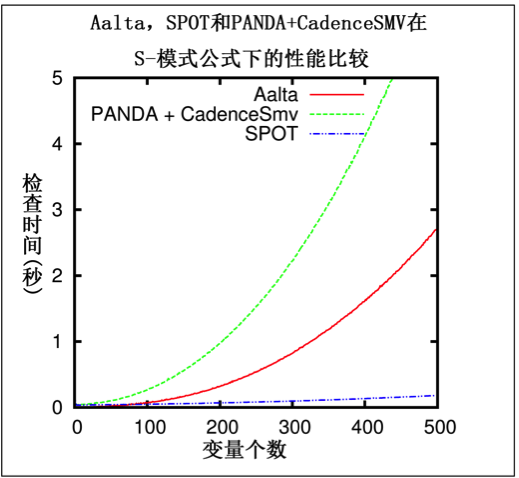 Aalta，SPOT和PANDA+CadenceSMV在
S-模式公式下的性能比较
Aalta
PANDA + CadenceSmv
SPOT
检查时间(秒)
5
4
3
2
1
0
0 100 200 300 400 500
变量个数